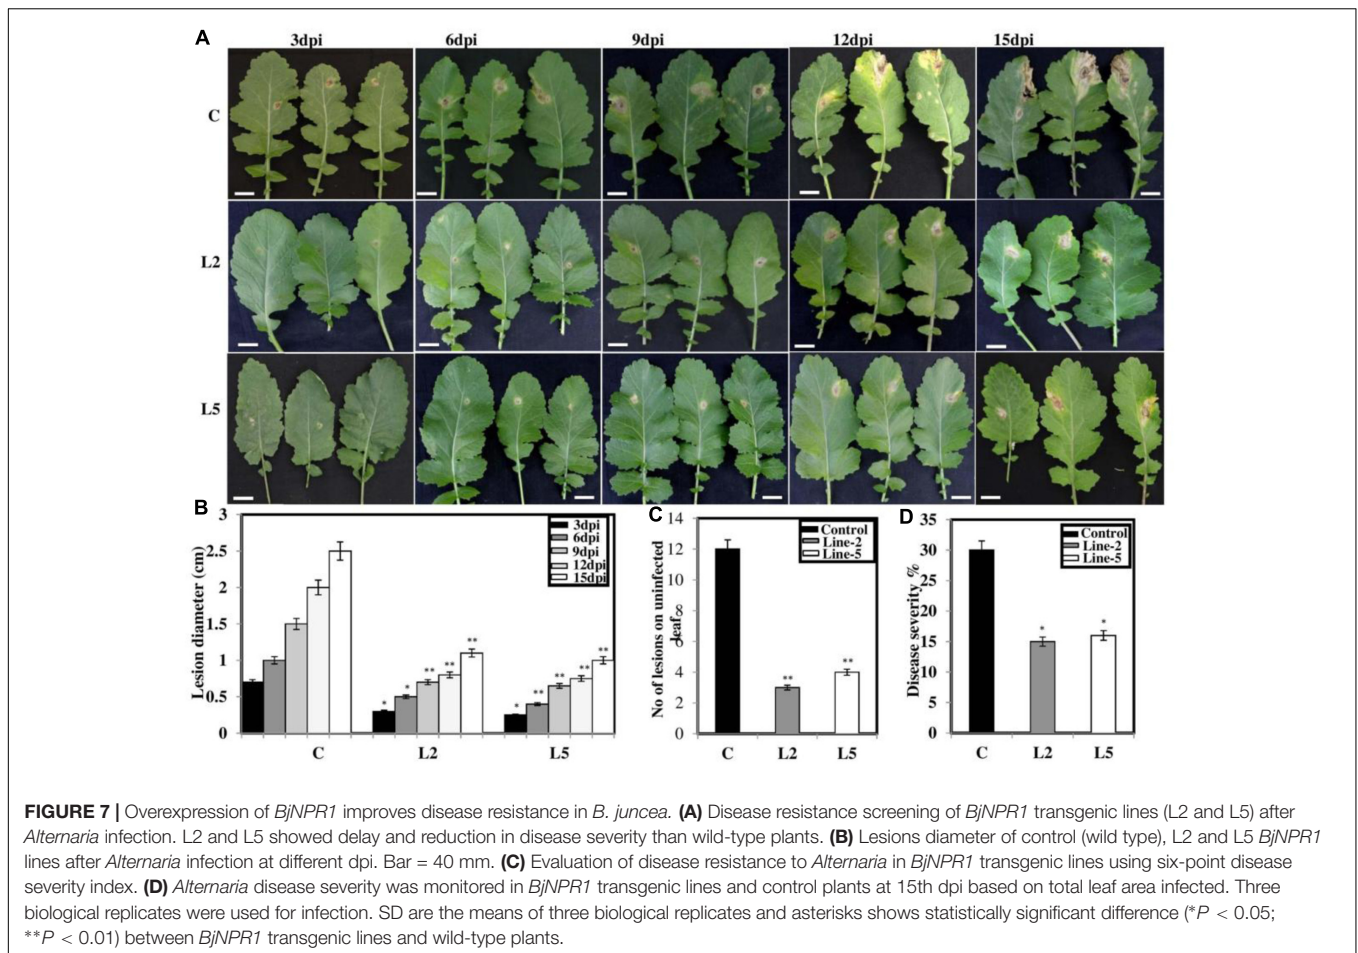 A
3dpi 6dpi 9dpi 12dpi 15dpi
C
L2
L5
B
3
2.5
2
1.5
1
0.5
0
Lesion diameter (cm)
3dpi
6dpi
9dpi
12dpi
15dpi
* * ** ** **
* ** ** ** **
C L2 L5
C
14
12
10
8
6
4
2
0
No of lesions on uninfected
leaf
Control
Line-2
Line-5
** **
C L2 L5
D
35
30
25
20
15
10
5
0
Disease severity %
Control
Line-2
Line-5
* *
C L2 L5
FIGURE 7 | Overexpression of BjNPR1 improves disease resistance in B. juncea. (A) Disease resistance screening of BjNPR1 transgenic lines (L2 and L5) after
Alternaria infection. L2 and L5 showed delay and reduction in disease severity than wild-type plants. (B) Lesions diameter of control (wild type), L2 and L5 BjNPR1
lines after Alternaria infection at different dpi. Bar = 40 mm. (C) Evaluation of disease resistance to Alternaria in BjNPR1 transgenic lines using six-point disease
severity index. (D) Alternaria disease severity was monitored in BjNPR1 transgenic lines and control plants at 15th dpi based on total leaf area infected. Three
biological replicates were used for infection. SD are the means of three biological replicates and asterisks shows statistically significant difference (*P < 0.05;
**P < 0.01) between BjNPR1 transgenic lines and wild-type plants.